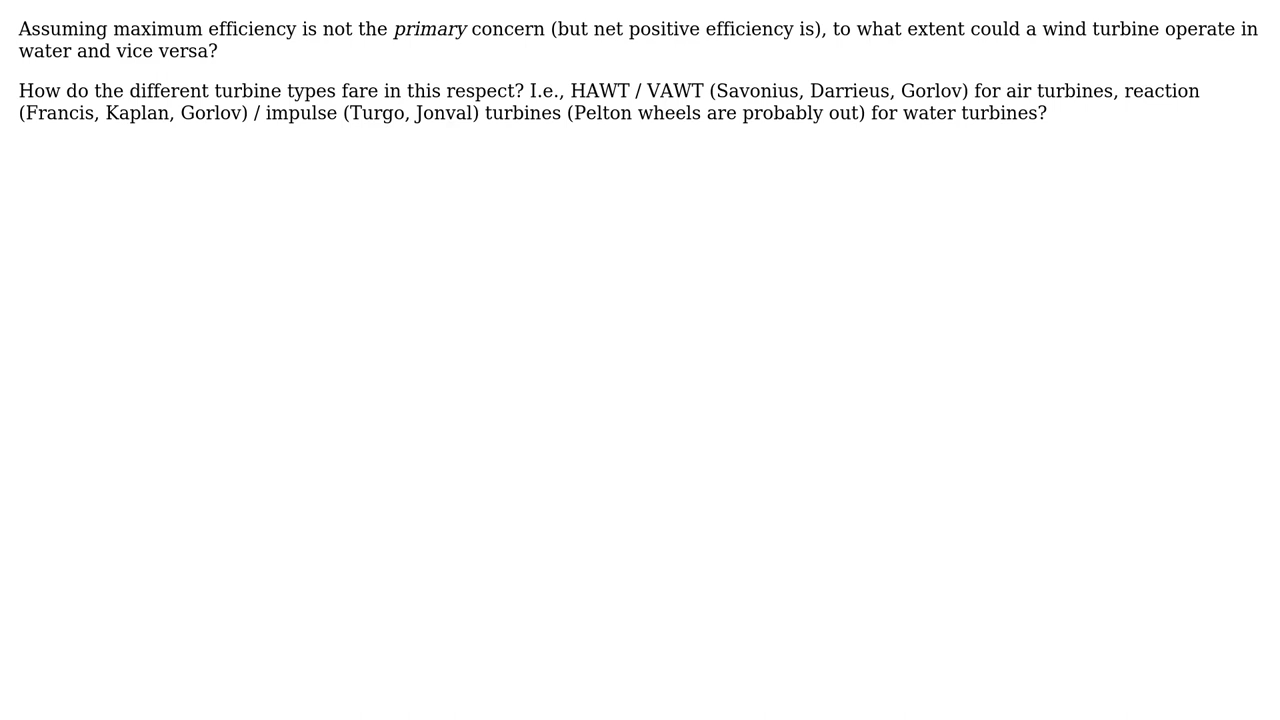 Assuming maximum efficiency is not the primary concern (but net positive efficiency is), to what extent could a wind turbine operate in
water and vice versa?
How do the different turbine types fare in this respect? I.e., HAWT / VAWT (Savonius, Darrieus, Gorlov) for air turbines, reaction
(Francis, Kaplan, Gorlov) / impulse (Turgo, Jonval) turbines (Pelton wheels are probably out) for water turbines?